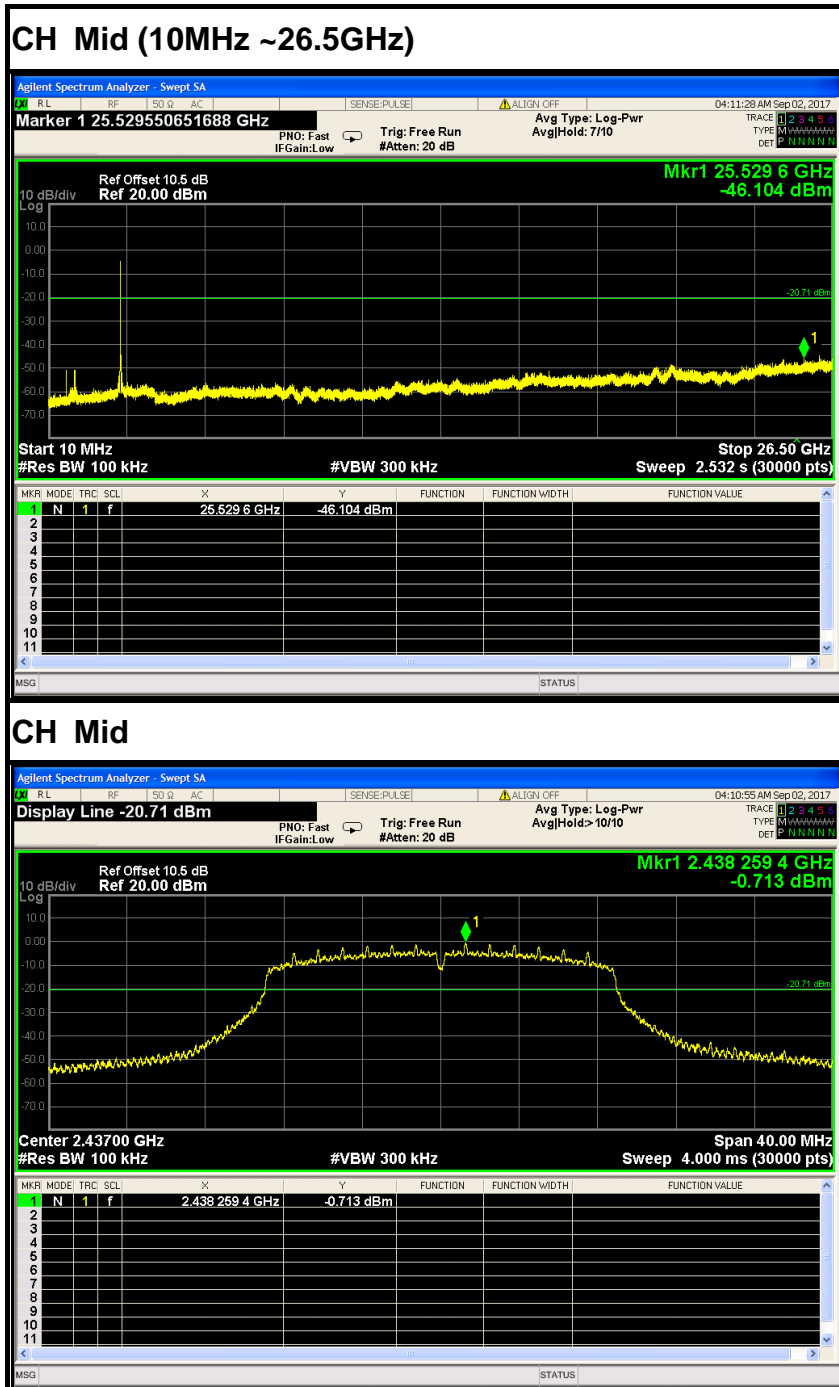 CH Mid (10MHz ~26.5GHz)
Agilent Spectrum Analyzer - Swept SA
LXI RL RF 50 Ω AC SENSE:PULSE ALIGN OFF 04:11:28 AM Sep 02, 2017
Marker 1 25.529550651688 GHz
PNO: Fast
IFGain:Low
Trig: Free Run
#Atten: 20 dB
Avg Type: Log-Pwr
Avg|Hold: 7/10
TRACE 1 2 3 4 5 6
TYPE M WWWWW
DET P N N N N N
Mkr1 25.529 6 GHz
-46.104 dBm
Ref Offset 10.5 dB
10 dB/div Ref 20.00 dBm
Log
10.0
0.00
-10.0
-20.0
-20.71 dBm
-30.0
-40.0
1
-50.0
-60.0
-70.0
Start 10 MHz Stop 26.50 GHz
#Res BW 100 kHz #VBW 300 kHz Sweep 2.532 s (30000 pts)
MKR MODE TRC SCL X Y FUNCTION FUNCTION WIDTH FUNCTION VALUE
1 N 1 f 25.529 6 GHz -46.104 dBm
2
3
4
5
6
7
8
9
10
11
MSG STATUS
CH Mid
Agilent Spectrum Analyzer - Swept SA
LXI RL RF 50 Ω AC SENSE:PULSE ALIGN OFF 04:10:55 AM Sep 02, 2017
Display Line -20.71 dBm
PNO: Fast
IFGain:Low
Trig: Free Run
#Atten: 20 dB
Avg Type: Log-Pwr
Avg|Hold:>10/10
TRACE 1 2 3 4 5 6
TYPE M WWWWW
DET P N N N N N
Mkr1 2.438 259 4 GHz
-0.713 dBm
Ref Offset 10.5 dB
10 dB/div Ref 20.00 dBm
Log
10.0
1
0.00
-10.0
-20.0
-20.71 dBm
-30.0
-40.0
-50.0
-60.0
-70.0
Center 2.43700 GHz Span 40.00 MHz
#Res BW 100 kHz #VBW 300 kHz Sweep 4.000 ms (30000 pts)
MKR MODE TRC SCL X Y FUNCTION FUNCTION WIDTH FUNCTION VALUE
1 N 1 f 2.438 259 4 GHz -0.713 dBm
2
3
4
5
6
7
8
9
10
11
MSG STATUS